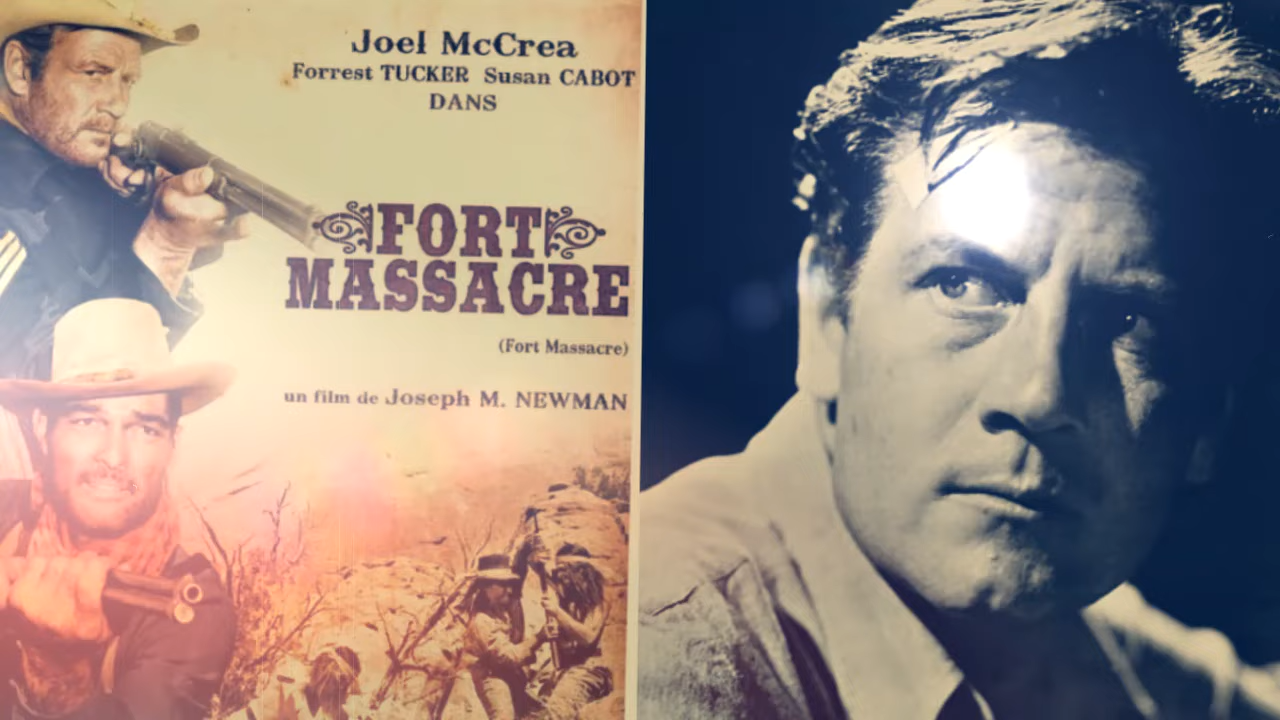 Joel McCrea
Forrest TUCKER Susan CABOT
DANS
FORT
MASSACRE
(Fort Massacre)
un film de Joseph M. NEWMAN